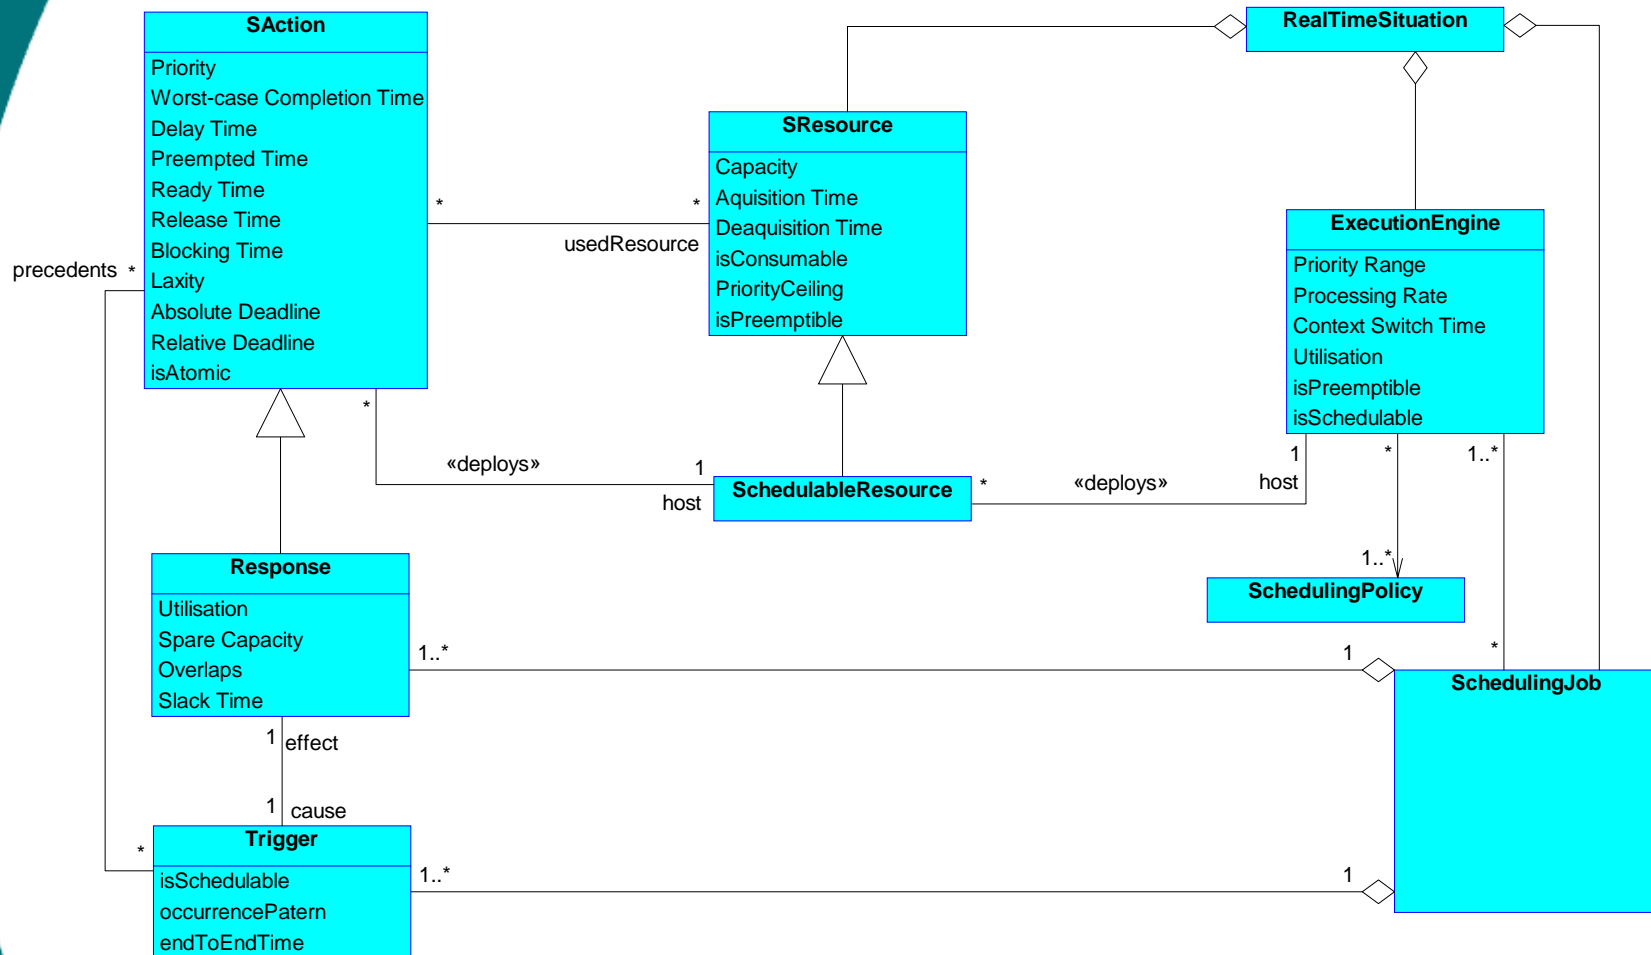 SAction
Priority
Worst-case Completion Time
Delay Time
Preempted Time
Ready Time
Release Time
Blocking Time
Laxity
Absolute Deadline
Relative Deadline
isAtomic
RealTimeSituation
SResource
Capacity
Aquisition Time
Deaquisition Time
isConsumable
PriorityCeiling
isPreemptible
*
*
usedResource
ExecutionEngine
Priority Range
Processing Rate
Context Switch Time
Utilisation
isPreemptible
isSchedulable
precedents *
*
«deploys»
1
host
SchedulableResource
*
«deploys»
1
host
*
1..*
1..*
SchedulingPolicy
*
Response
Utilisation
Spare Capacity
Overlaps
Slack Time
1..*
1
SchedulingJob
1 effect
1 cause
*
Trigger
isSchedulable
occurrencePatern
endToEndTime
1..*
1